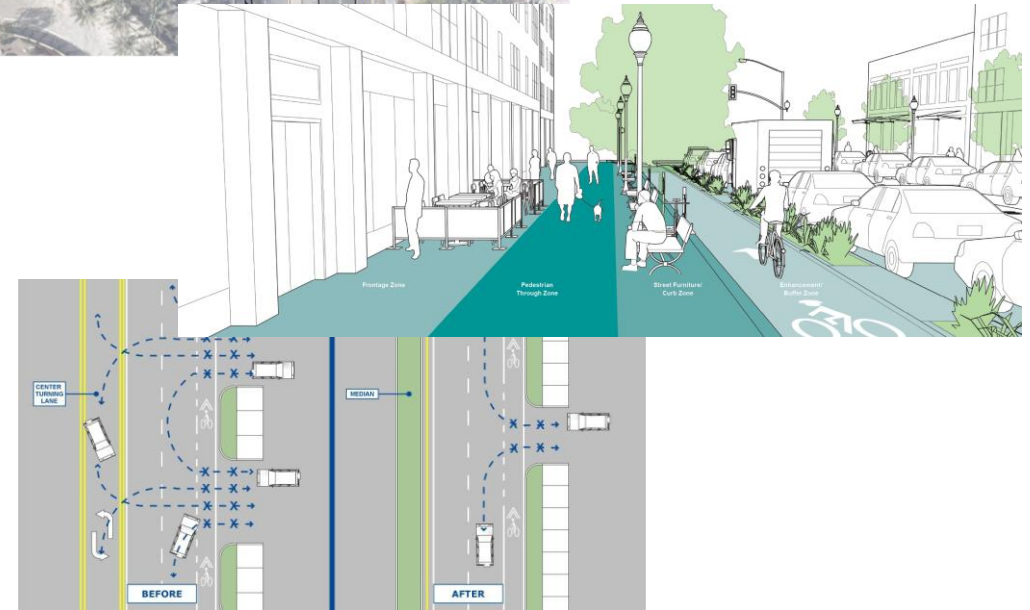 Frontage Zone
Pedestrian
Through Zone
Street Furniture/
Curb Zone
Enhancement/
Buffer Zone
CENTER
TURNING
LANE
MEDIAN
BEFORE
AFTER